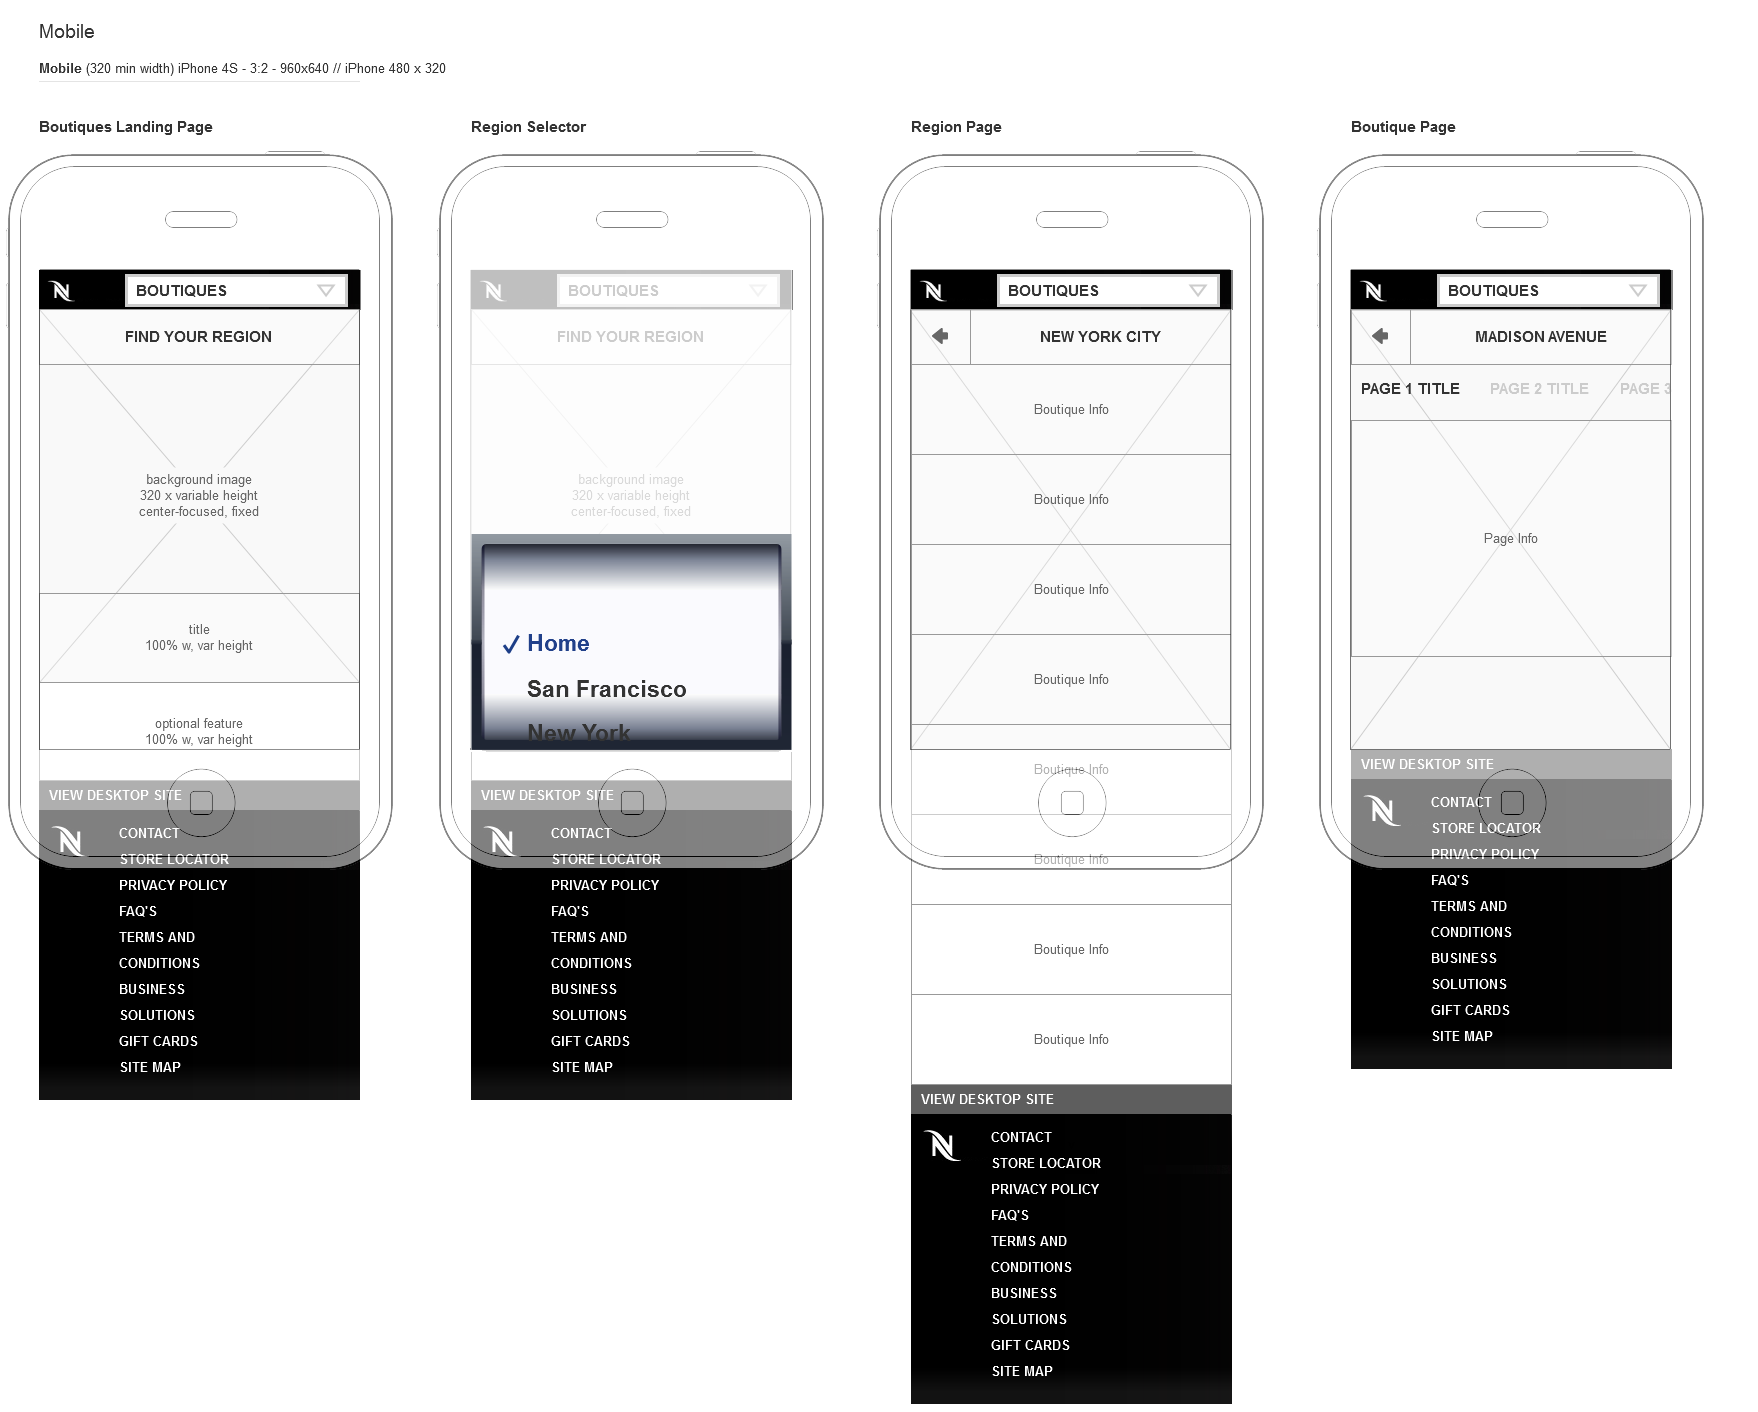 Mobile
Mobile (320 min width) iPhone 4S - 3:2 - 960x640 // iPhone 480 x 320
Boutiques Landing Page
BOUTIQUES
FIND YOUR REGION
background image
320 x variable height
center-focused, fixed
title
100% w, var height
optional feature
100% w, var height
VIEW DESKTOP SITE
CONTACT
STORE LOCATOR
PRIVACY POLICY
FAQ'S
TERMS AND
CONDITIONS
BUSINESS
SOLUTIONS
GIFT CARDS
SITE MAP
Region Selector
BOUTIQUES
FIND YOUR REGION
background image
320 x variable height
center-focused, fixed
Home
San Francisco
New York
VIEW DESKTOP SITE
CONTACT
STORE LOCATOR
PRIVACY POLICY
FAQ'S
TERMS AND
CONDITIONS
BUSINESS
SOLUTIONS
GIFT CARDS
SITE MAP
Region Page
BOUTIQUES
NEW YORK CITY
Boutique Info
Boutique Info
Boutique Info
Boutique Info
Boutique Info
Boutique Info
Boutique Info
Boutique Info
VIEW DESKTOP SITE
CONTACT
STORE LOCATOR
PRIVACY POLICY
FAQ'S
TERMS AND
CONDITIONS
BUSINESS
SOLUTIONS
GIFT CARDS
SITE MAP
Boutique Page
BOUTIQUES
MADISON AVENUE
PAGE 1 TITLE PAGE 2 TITLE PAGE 3
Page Info
VIEW DESKTOP SITE
CONTACT
STORE LOCATOR
PRIVACY POLICY
FAQ'S
TERMS AND
CONDITIONS
BUSINESS
SOLUTIONS
GIFT CARDS
SITE MAP